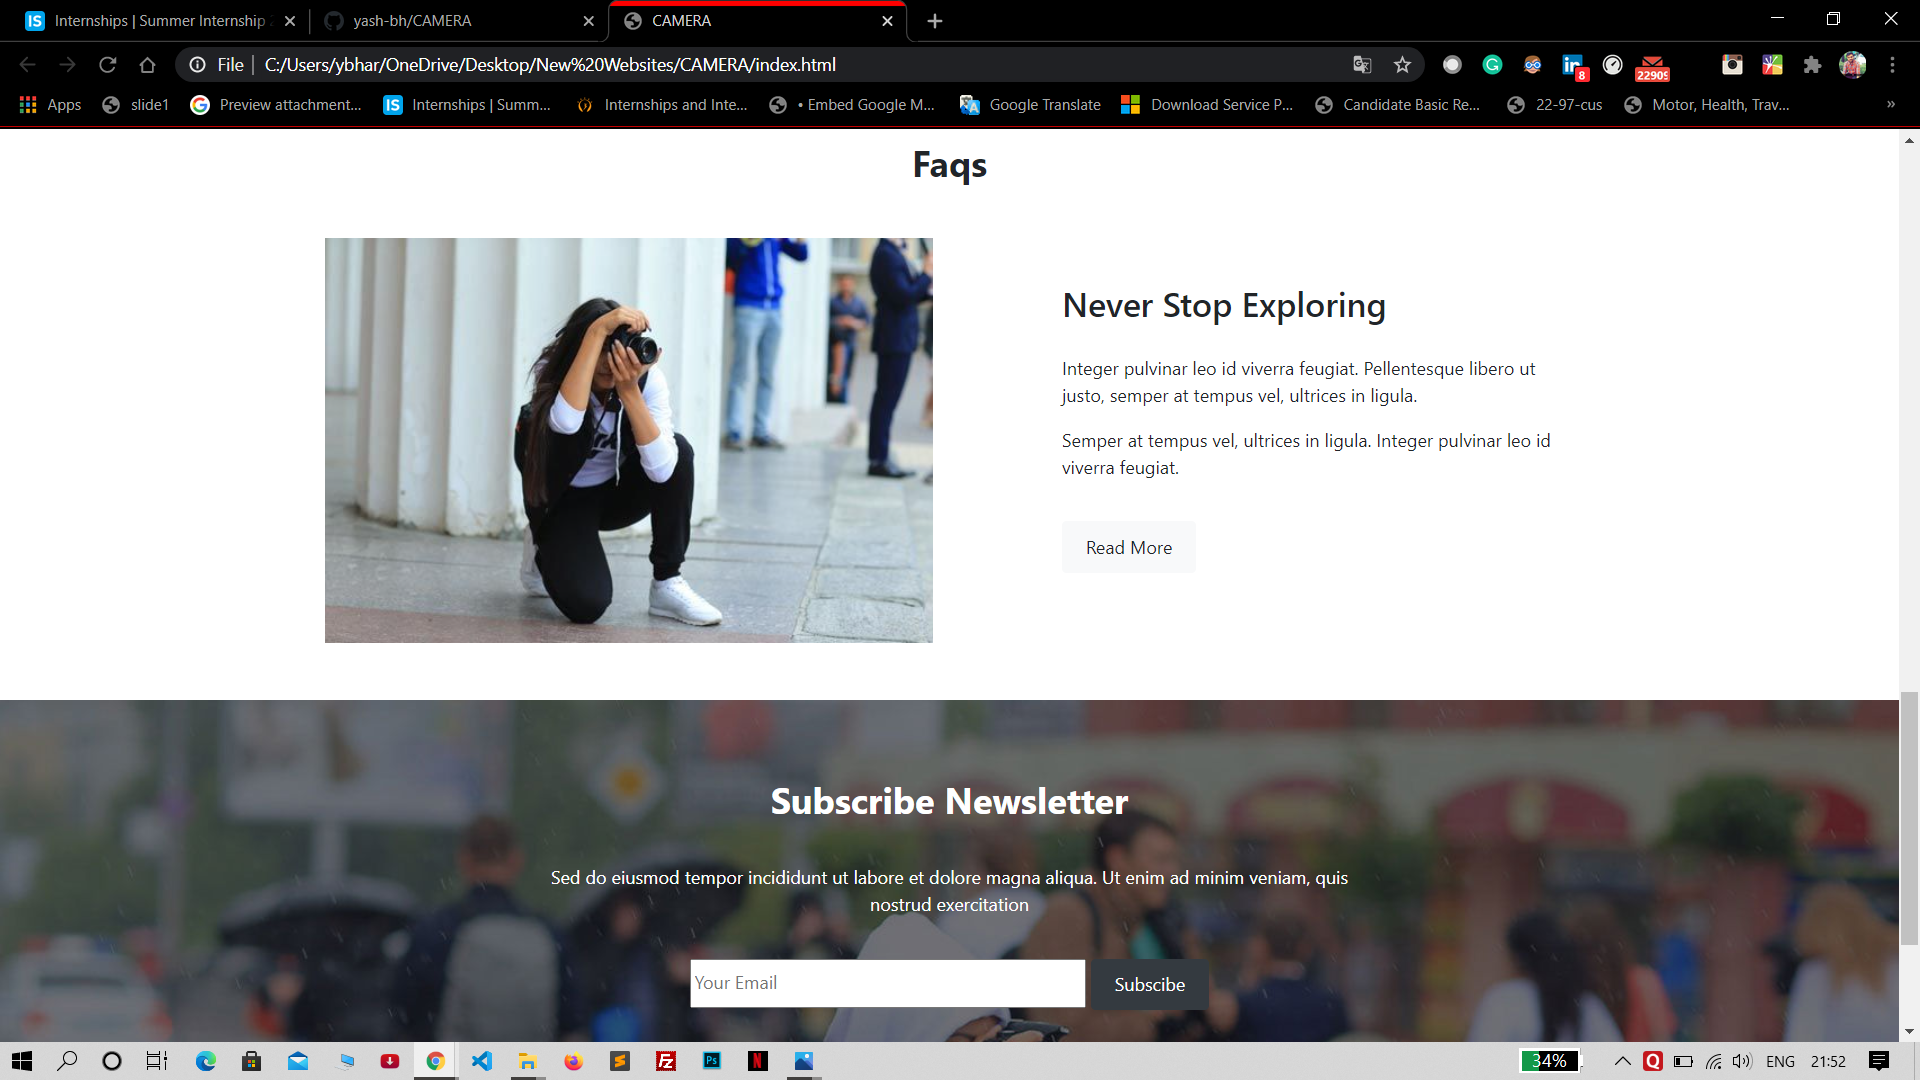 Internships | Summer Internship
yash-bh/CAMERA
CAMERA
File
C:/Users/ybhar/OneDrive/Desktop/New%20Websites/CAMERA/index.html
8
22909
Apps
slide1
Preview attachment...
Internships | Summ...
Internships and Inte...
• Embed Google M...
Google Translate
Download Service P...
Candidate Basic Re...
22-97-cus
Motor, Health, Trav...
»
Faqs
Never Stop Exploring
Integer pulvinar leo id viverra feugiat. Pellentesque libero ut
justo, semper at tempus vel, ultrices in ligula.
Semper at tempus vel, ultrices in ligula. Integer pulvinar leo id
viverra feugiat.
Read More
Subscribe Newsletter
Sed do eiusmod tempor incididunt ut labore et dolore magna aliqua. Ut enim ad minim veniam, quis
nostrud exercitation
Your Email
Subscibe
34%
ENG
21:52